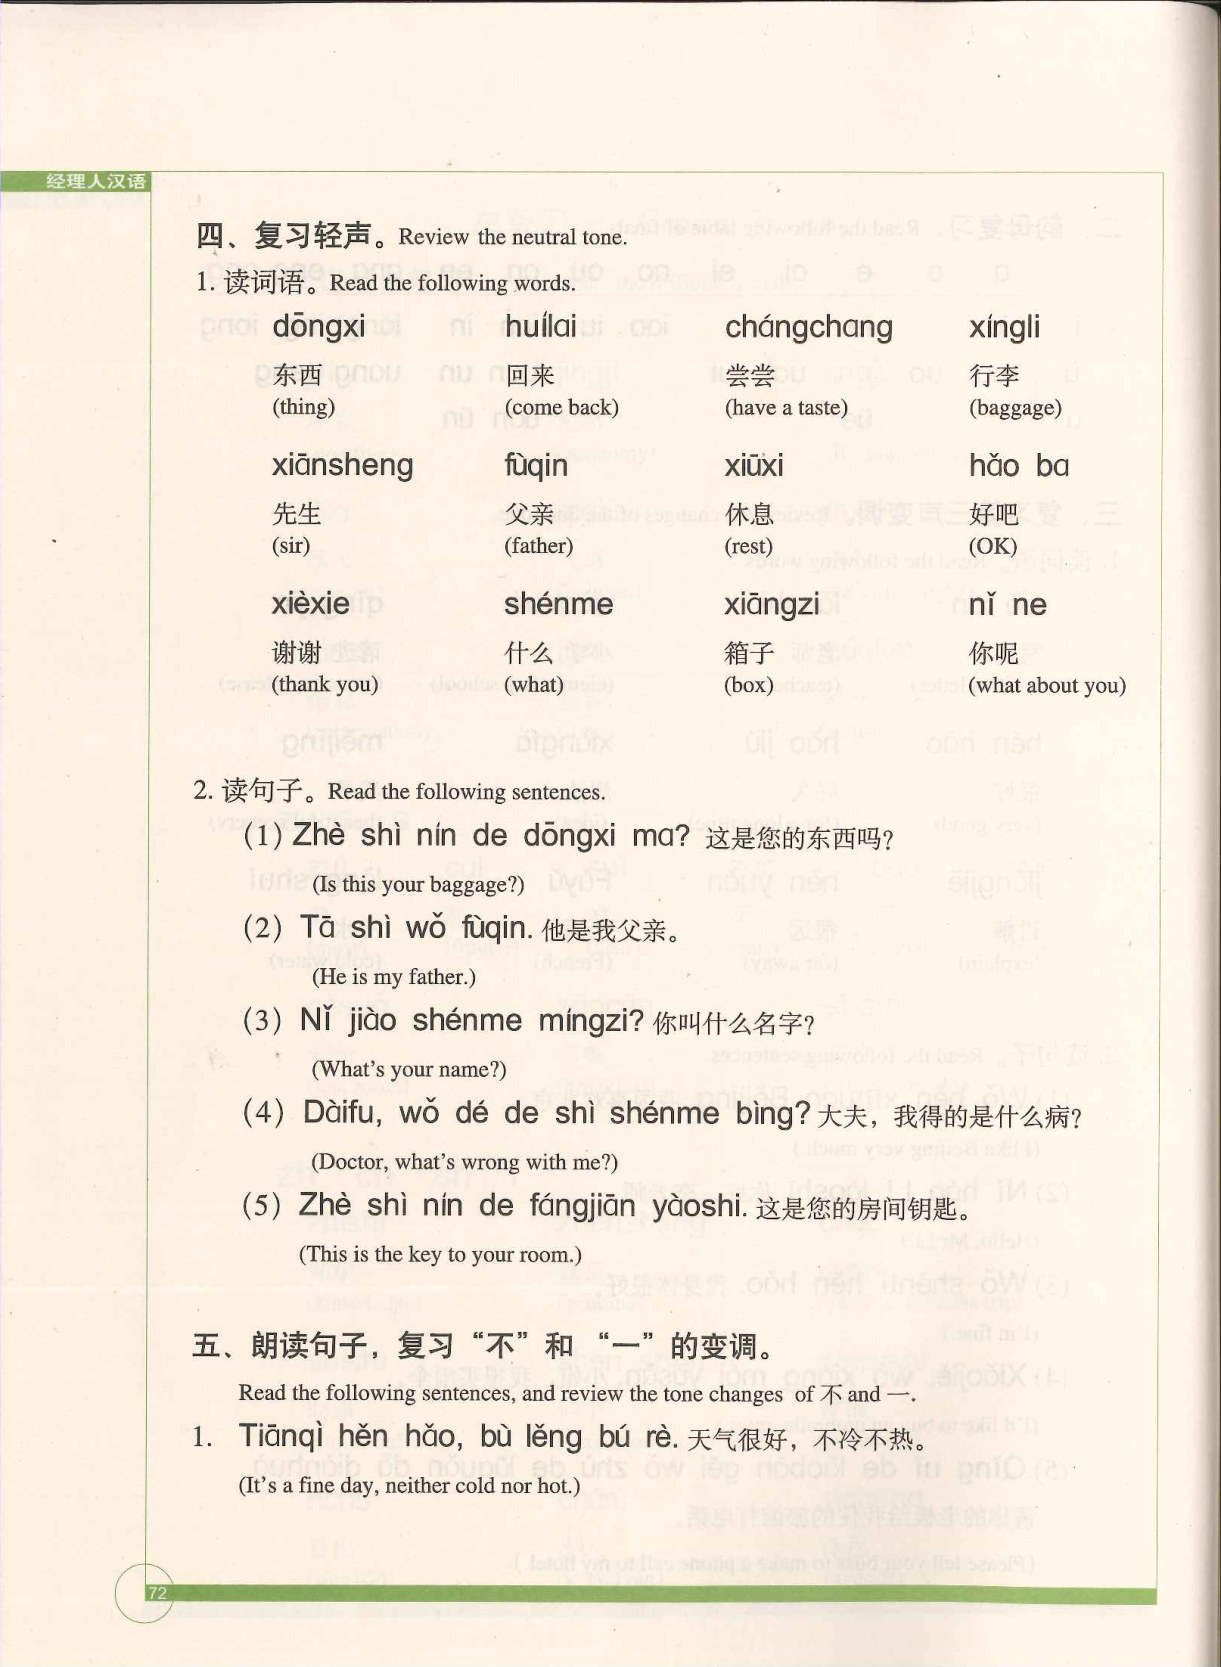 经理人汉语
四、复习轻声。Review the neutral tone.
1. 读词语。Read the following words.
dōngxi huílai chángchang xíngli
东西 回来 尝尝 行李
(thing) (come back) (have a taste) (baggage)
xiānsheng fùqin xiūxi hǎo ba
先生 父亲 休息 好吧
(sir) (father) (rest) (OK)
xièxie shénme xiāngzi nǐ ne
谢谢 什么 箱子 你呢
(thank you) (what) (box) (what about you)
2. 读句子。Read the following sentences.
(1) Zhè shì nín de dōngxi ma? 这是您的东西吗?
(Is this your baggage?)
(2) Tā shì wǒ fùqin. 他是我父亲。
(He is my father.)
(3) Nǐ jiào shénme míngzi? 你叫什么名字?
(What's your name?)
(4) Dàifu, wǒ dé de shì shénme bìng? 大夫，我得的是什么病?
(Doctor, what's wrong with me?)
(5) Zhè shì nín de fángjiān yàoshi. 这是您的房间钥匙。
(This is the key to your room.)
五、朗读句子，复习“不”和“一”的变调。
Read the following sentences, and review the tone changes of 不 and 一.
1. Tiānqì hěn hǎo, bù lěng bú rè. 天气很好，不冷不热。
(It's a fine day, neither cold nor hot.)
72